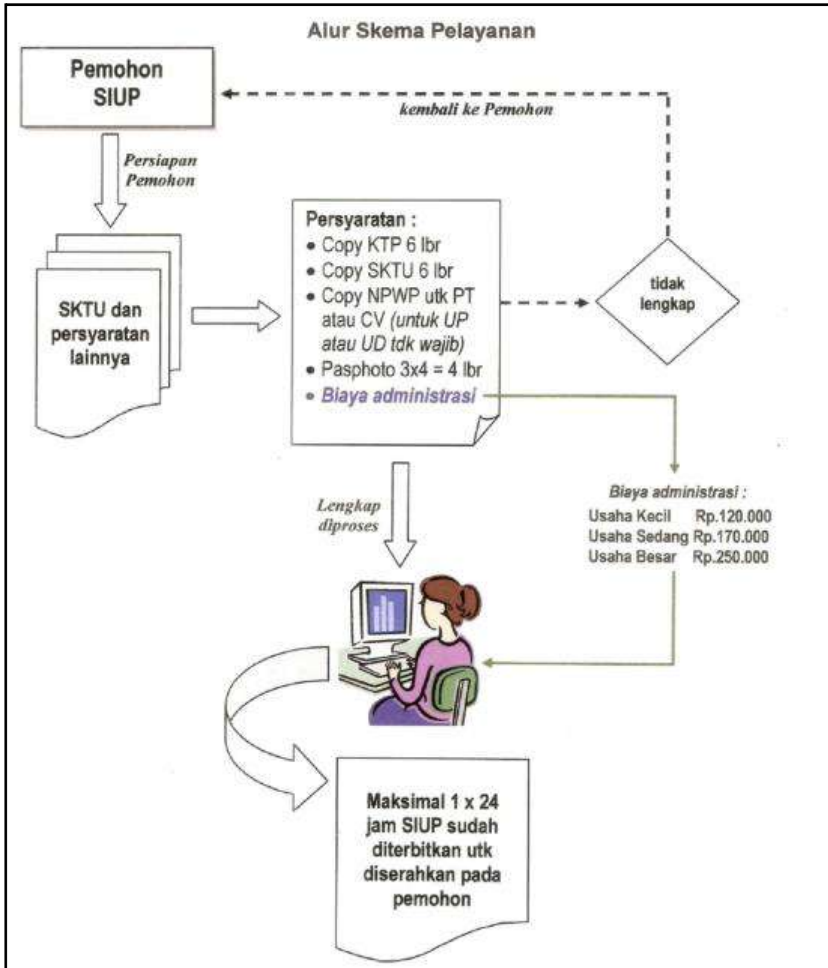 Alur Skema Pelayanan
Pemohon
SIUP
kembali ke Pemohon
Persiapan
Pemohon
SKTU dan
persyaratan
lainnya
Persyaratan :
• Copy KTP 6 lbr
• Copy SKTU 6 lbr
• Copy NPWP utk PT
atau CV (untuk UP
atau UD tdk wajib)
• Pasphoto 3x4 = 4 lbr
• Biaya administrasi
tidak
lengkap
Biaya administrasi :
Usaha Kecil Rp.120.000
Usaha Sedang Rp.170.000
Usaha Besar Rp.250.000
Lengkap
diproses
Maksimal 1 x 24
jam SIUP sudah
diterbitkan utk
diserahkan pada
pemohon